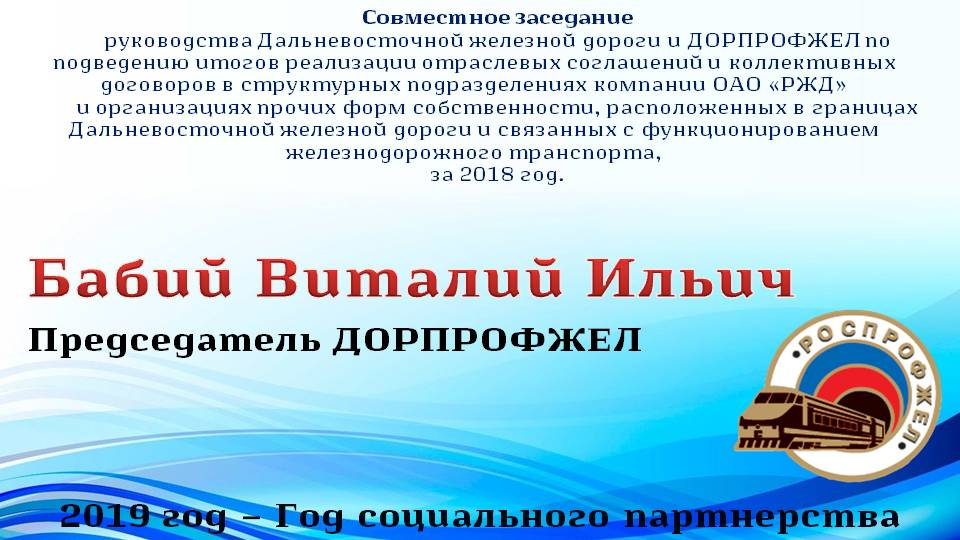 Совместное заседание
руководства Дальневосточной железной дороги и ДОРПРОФЖЕЛ по
подведению итогов реализации отраслевых соглашений и коллективных
договоров в структурных подразделениях компании ОАО «РЖД»
и организациях прочих форм собственности, расположенных в границах
Дальневосточной железной дороги и связанных с функционированием
железнодорожного транспорта,
за 2018 год.
Бабий Виталий Ильич
Председатель ДОРПРОФЖЕЛ
•РОСПРОФЖЕЛ•
2019 год – Год социального партнерства